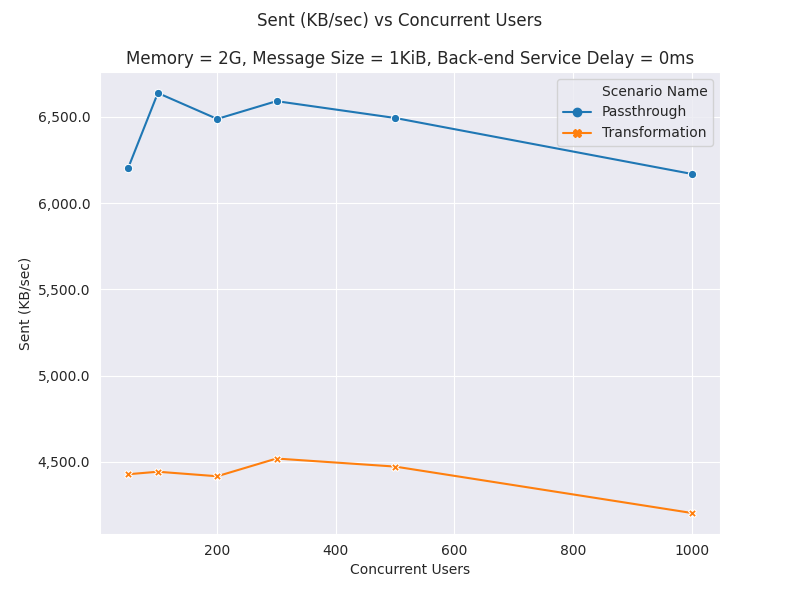 Sent (KB/sec) vs Concurrent Users
Memory = 2G, Message Size = 1KiB, Back-end Service Delay = 0ms
Scenario Name
Passthrough
Transformation
Sent (KB/sec)
6,500.0
6,000.0
5,500.0
5,000.0
4,500.0
200 400 600 800 1000
Concurrent Users